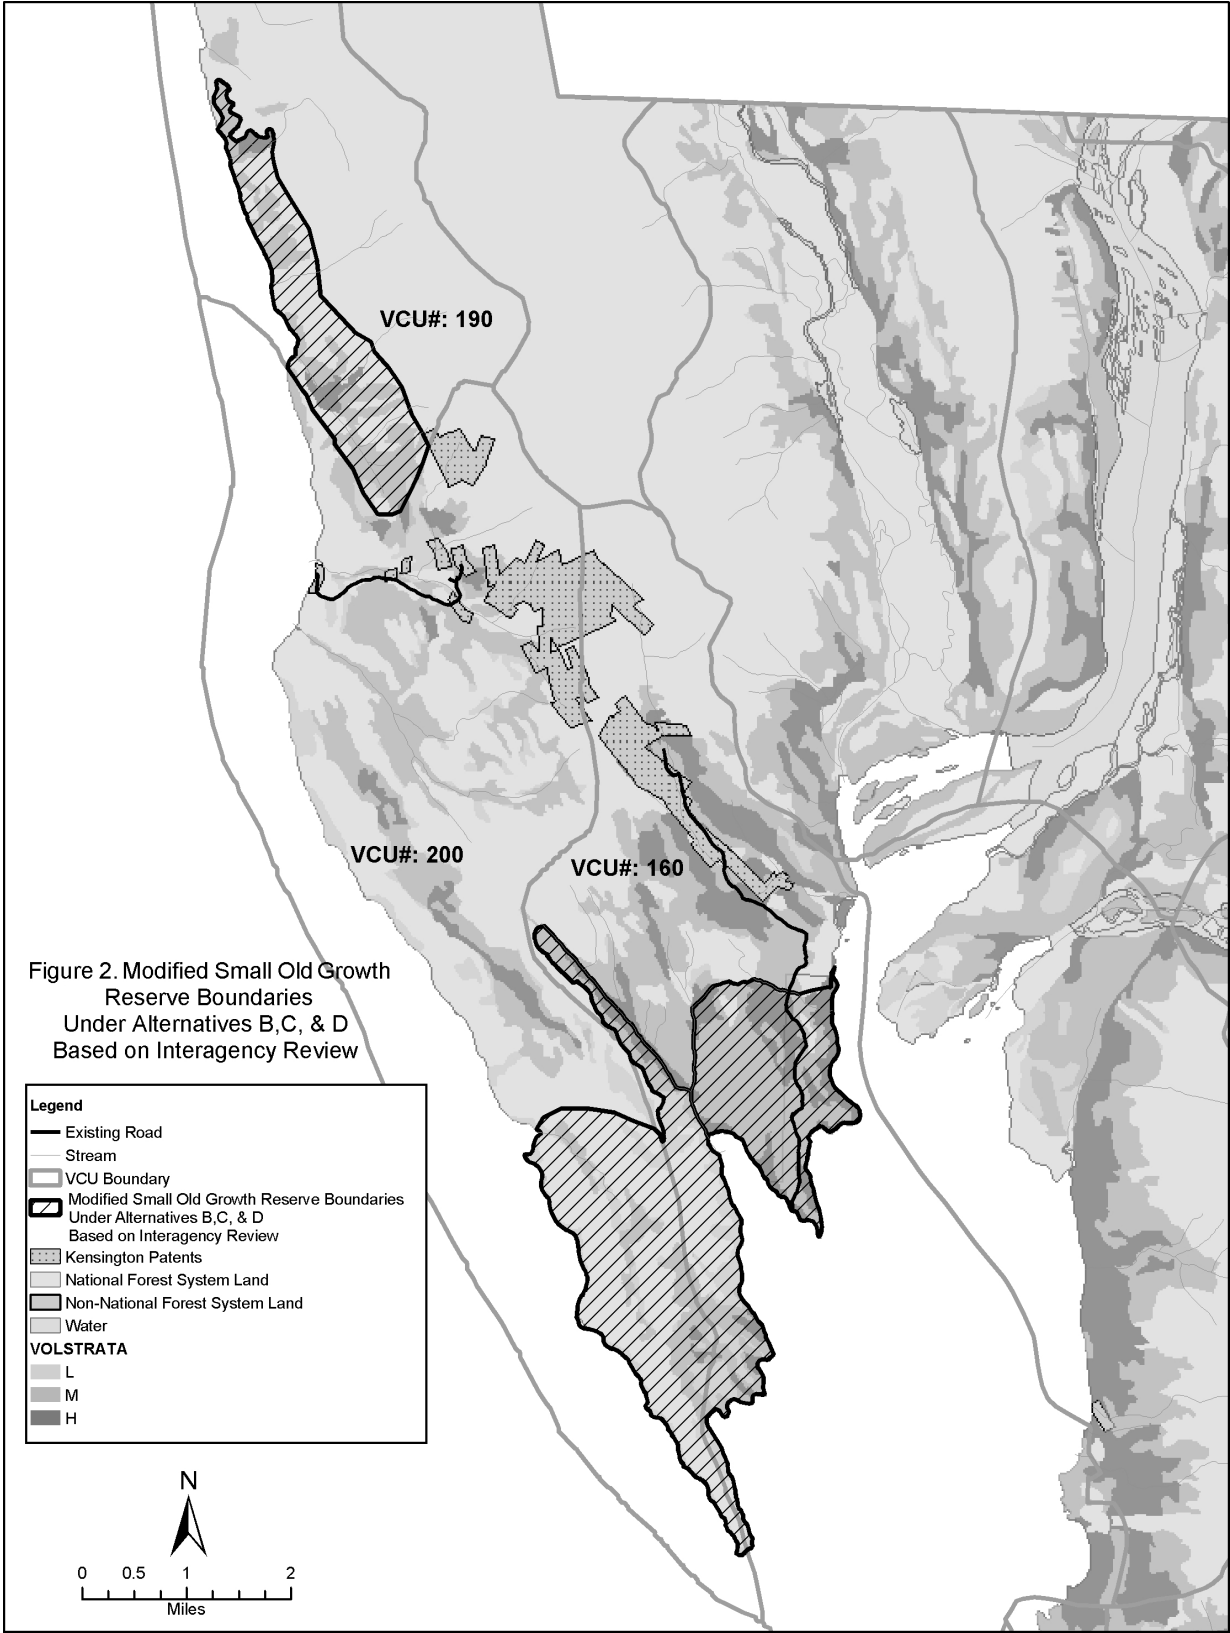 VCU#: 190
VCU#: 200
VCU#: 160
Figure 2. Modified Small Old Growth
Reserve Boundaries
Under Alternatives B,C, & D
Based on Interagency Review
Legend
Existing Road
Stream
VCU Boundary
Modified Small Old Growth Reserve Boundaries
Under Alternatives B,C, & D
Based on Interagency Review
Kensington Patents
National Forest System Land
Non-National Forest System Land
Water
VOLSTRATA
L
M
H
N
0 0.5 1 2
Miles